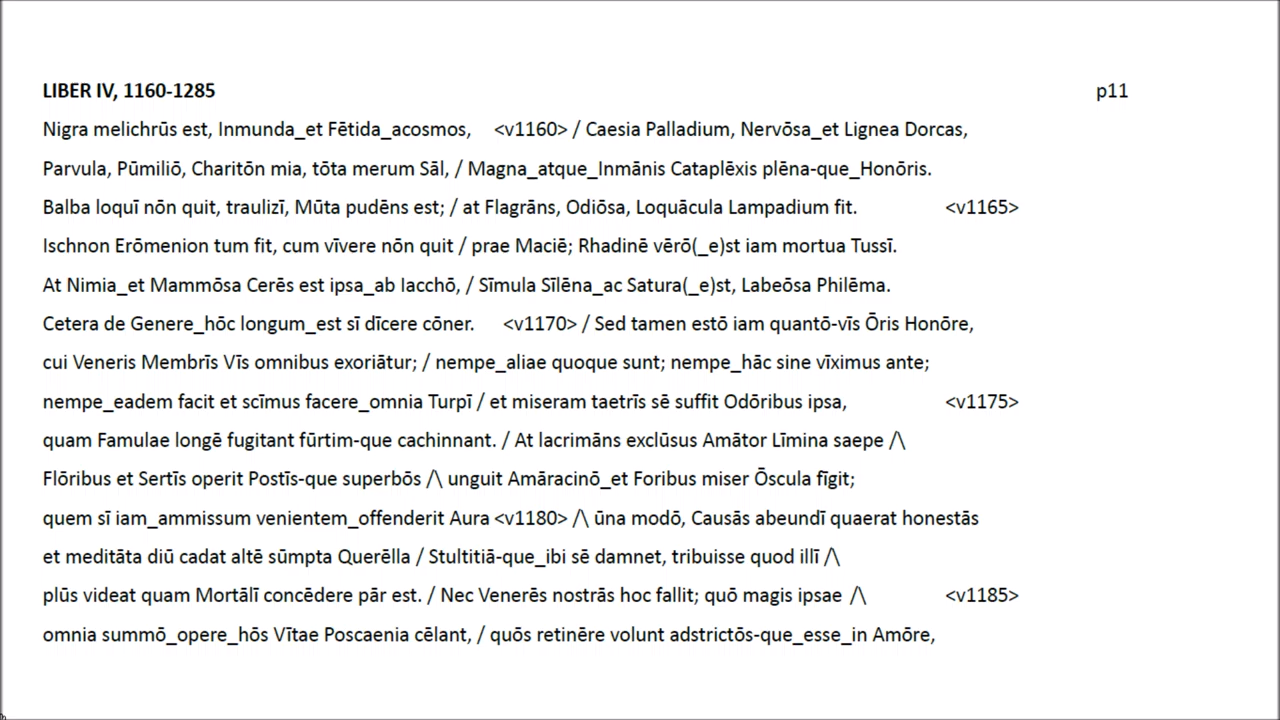 LIBER IV, 1160-1285 p11
Nigra melichrūs est, Inmunda_et Fētida_acosmos, <v1160> / Caesia Palladium, Nervōsa_et Lignea Dorcas,
Parvula, Pūmiliō, Charitōn mia, tōta merum Sāl, / Magna_atque_Inmānis Cataplēxis plēna-que_Honōris.
Balba loquī nōn quit, traulizī, Mūta pudēns est; / at Flagrāns, Odiōsa, Loquācula Lampadium fit. <v1165>
Ischnon Erōmenion tum fit, cum vīvere nōn quit / prae Maciē; Rhadinē vērō(_e)st iam mortua Tussī.
At Nimia_et Mammōsa Cerēs est ipsa_ab Iacchō, / Sīmula Sīlēna_ac Satura(_e)st, Labeōsa Philēma.
Cetera de Genere_hōc longum_est sī dīcere cōner. <v1170> / Sed tamen estō iam quantō-vīs Ōris Honōre,
cui Veneris Membrīs Vīs omnibus exoriātur; / nempe_aliae quoque sunt; nempe_hāc sine vīximus ante;
nempe_eadem facit et scīmus facere_omnia Turpī / et miseram taetrīs sē suffit Odōribus ipsa, <v1175>
quam Famulae longē fugitant fūrtim-que cachinnant. / At lacrimāns exclūsus Amātor Līmina saepe /\
Flōribus et Sertīs operit Postīs-que superbōs /\ unguit Amāracinō_et Foribus miser Ōscula fīgit;
quem sī iam_ammissum venientem_offenderit Aura <v1180> /\ ūna modō, Causās abeundī quaerat honestās
et meditāta diū cadat altē sūmpta Querēlla / Stultitiā-que_ibi sē damnet, tribuisse quod illī /\
plūs videat quam Mortālī concēdere pār est. / Nec Venerēs nostrās hoc fallit; quō magis ipsae /\ <v1185>
omnia summō_opere_hōs Vītae Poscaenia cēlant, / quōs retinēre volunt adstrictōs-que_esse_in Amōre,